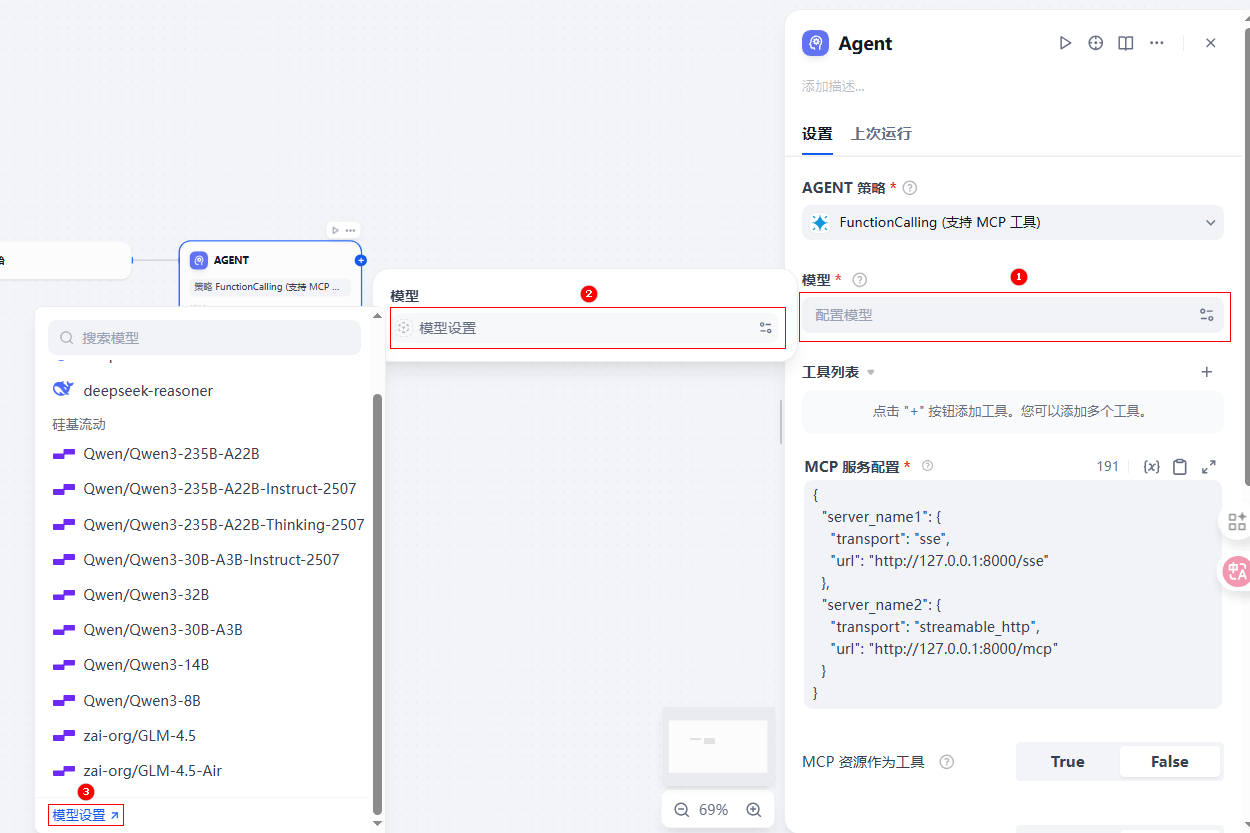 Agent
添加描述...
设置 上次运行
AGENT 策略 *
FunctionCalling (支持 MCP 工具)
模型 *
1
配置模型
工具列表
点击 "+" 按钮添加工具。您可以添加多个工具。
MCP 服务配置 *
191
{x}
{
"server_name1": {
"transport": "sse",
"url": "http://127.0.0.1:8000/sse"
},
"server_name2": {
"transport": "streamable_http",
"url": "http://127.0.0.1:8000/mcp"
}
}
MCP 资源作为工具
True False
AGENT
策略 FunctionCalling (支持 MCP ...
模型
2
模型设置
搜索模型
deepseek-reasoner
硅基流动
Qwen/Qwen3-235B-A22B
Qwen/Qwen3-235B-A22B-Instruct-2507
Qwen/Qwen3-235B-A22B-Thinking-2507
Qwen/Qwen3-30B-A3B-Instruct-2507
Qwen/Qwen3-32B
Qwen/Qwen3-30B-A3B
Qwen/Qwen3-14B
Qwen/Qwen3-8B
zai-org/GLM-4.5
zai-org/GLM-4.5-Air
3
模型设置
69%
中A